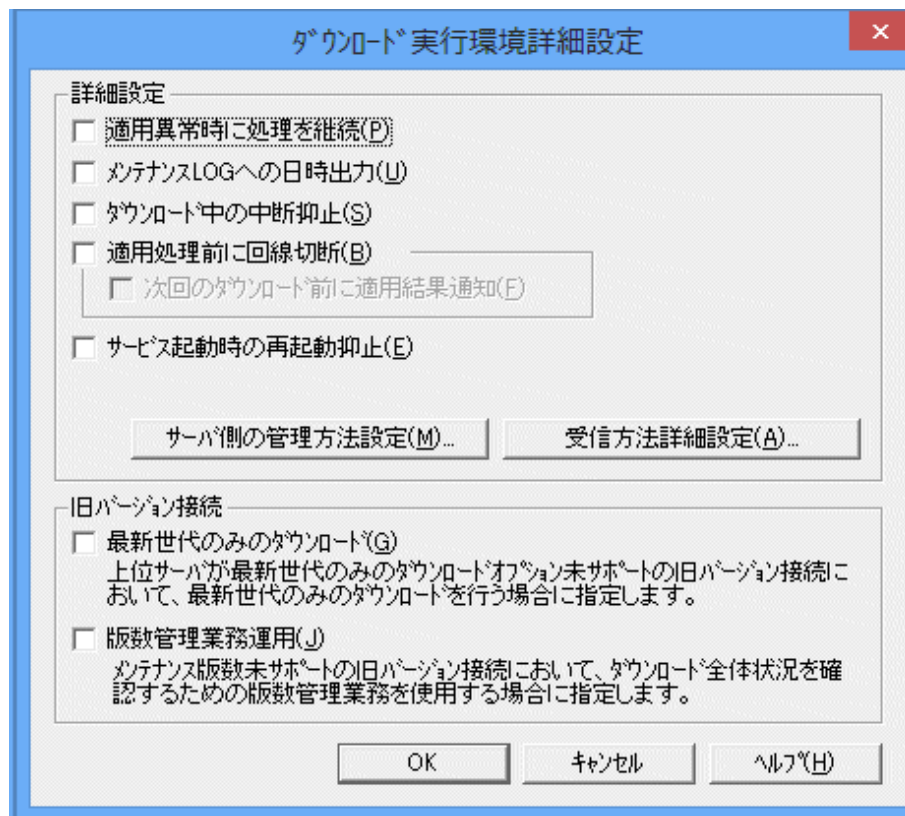 ﾀﾞｳﾝﾛｰﾄﾞ実行環境詳細設定
詳細設定
適用異常時に処理を継続(P)
ﾒﾝﾃﾅﾝｽLOGへの日時出力(U)
ﾀﾞｳﾝﾛｰﾄﾞ中の中断抑止(S)
適用処理前に回線切断(B)
次回のﾀﾞｳﾝﾛｰﾄﾞ前に適用結果通知(F)
ｻｰﾋﾞｽ起動時の再起動抑止(E)
ｻｰﾊﾞ側の管理方法設定(M)... 受信方法詳細設定(A)...
旧ﾊﾞｰｼﾞｮﾝ接続
最新世代のみのﾀﾞｳﾝﾛｰﾄﾞ(G)
上位ｻｰﾊﾞが最新世代のみのﾀﾞｳﾝﾛｰﾄﾞｵﾌﾟｼｮﾝ未ｻﾎﾟｰﾄの旧ﾊﾞｰｼﾞｮﾝ接続に
おいて、最新世代のみのﾀﾞｳﾝﾛｰﾄﾞを行う場合に指定します。
版数管理業務運用(J)
ﾒﾝﾃﾅﾝｽ版数未ｻﾎﾟｰﾄの旧ﾊﾞｰｼﾞｮﾝ接続において、ﾀﾞｳﾝﾛｰﾄﾞ全体状況を確
認するための版数管理業務を使用する場合に指定します。
OK ｷｬﾝｾﾙ ﾍﾙﾌﾟ(H)